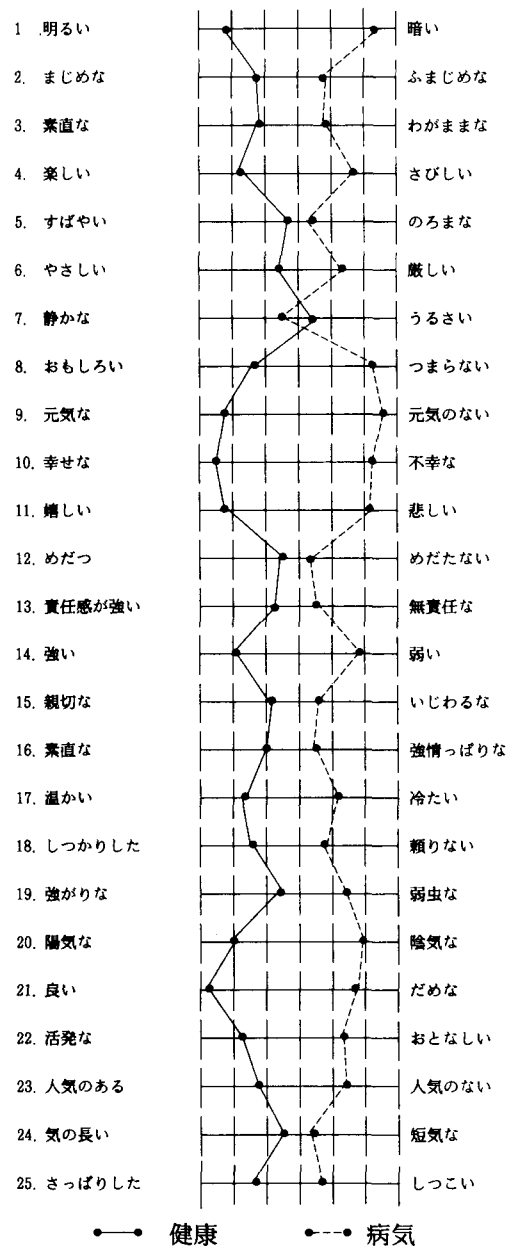 1 .明るい 暗い
2. まじめな ふまじめな
3. 素直な わがままな
4. 楽しい さびしい
5. すばやい のろまな
6. やさしい 厳しい
7. 静かな うるさい
8. おもしろい つまらない
9. 元気な 元気のない
10. 幸せな 不幸な
11. 嬉しい 悲しい
12. めだつ めだたない
13. 責任感が強い 無責任な
14. 強い 弱い
15. 親切な いじわるな
16. 素直な 強情っぱりな
17. 温かい 冷たい
18. しつかりした 頼りない
19. 強がりな 弱虫な
20. 陽気な 陰気な
21. 良い だめな
22. 活発な おとなしい
23. 人気のある 人気のない
24. 気の長い 短気な
25. さっぱりした しつこい
健康 病気